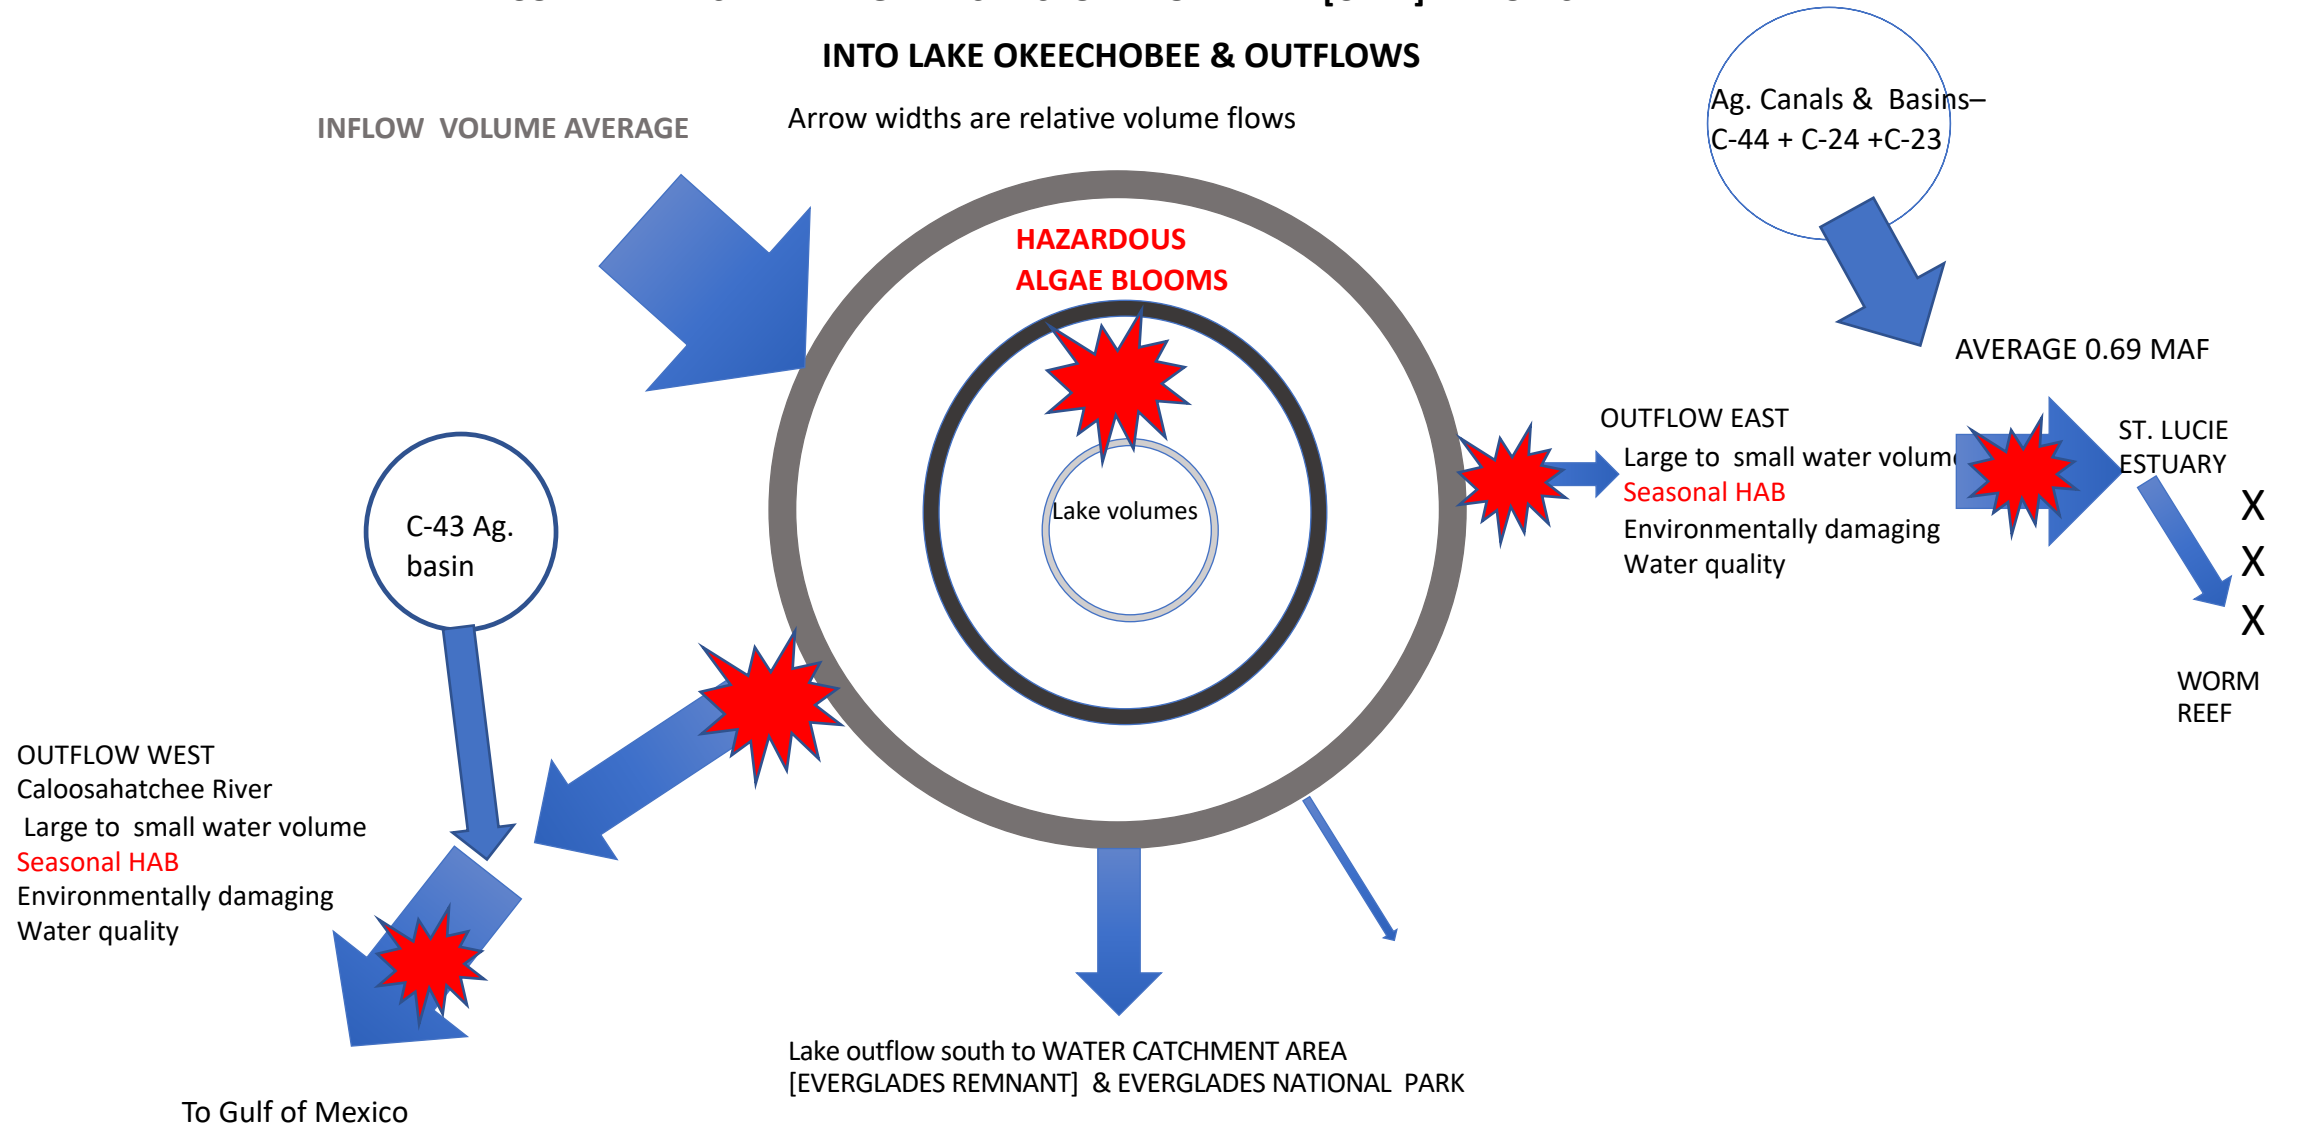 INTO LAKE OKEECHOBEE & OUTFLOWS
INFLOW VOLUME AVERAGE
Arrow widths are relative volume flows
Ag. Canals & Basins–
C-44 + C-24 +C-23
HAZARDOUS
ALGAE BLOOMS
AVERAGE 0.69 MAF
OUTFLOW EAST
Large to small water volume
Seasonal HAB
Environmentally damaging
Water quality
ST. LUCIE
ESTUARY
X
X
X
WORM
REEF
Lake volumes
C-43 Ag.
basin
OUTFLOW WEST
Caloosahatchee River
Large to small water volume
Seasonal HAB
Environmentally damaging
Water quality
Lake outflow south to WATER CATCHMENT AREA
[EVERGLADES REMNANT] & EVERGLADES NATIONAL PARK
To Gulf of Mexico